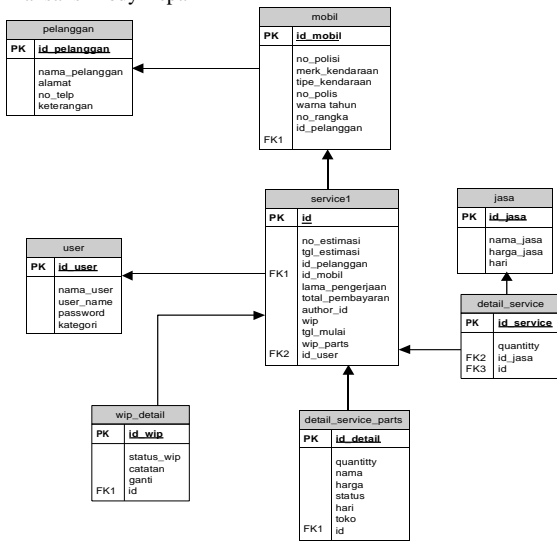 mobil
PK id_mobil
no_polisi
merk_kendaraan
tipe_kendaraan
no_polis
warna tahun
no_rangka
id_pelanggan
FK1
pelanggan
PK id_pelanggan
nama_pelanggan
alamat
no_telp
keterangan
service1
PK id
no_estimasi
tgl_estimasi
id_pelanggan
FK1 id_mobil
lama_pengerjaan
total_pembayaran
author_id
wip
tgl_mulai
wip_parts
FK2 id_user
jasa
PK id_jasa
nama_jasa
harga_jasa
hari
user
PK id_user
nama_user
user_name
password
kategori
detail_service
PK id_service
quantitty
FK2 id_jasa
FK3 id
wip_detail
PK id_wip
status_wip
catatan
ganti
FK1 id
detail_service_parts
PK id_detail
quantitty
nama
harga
status
hari
toko
FK1 id